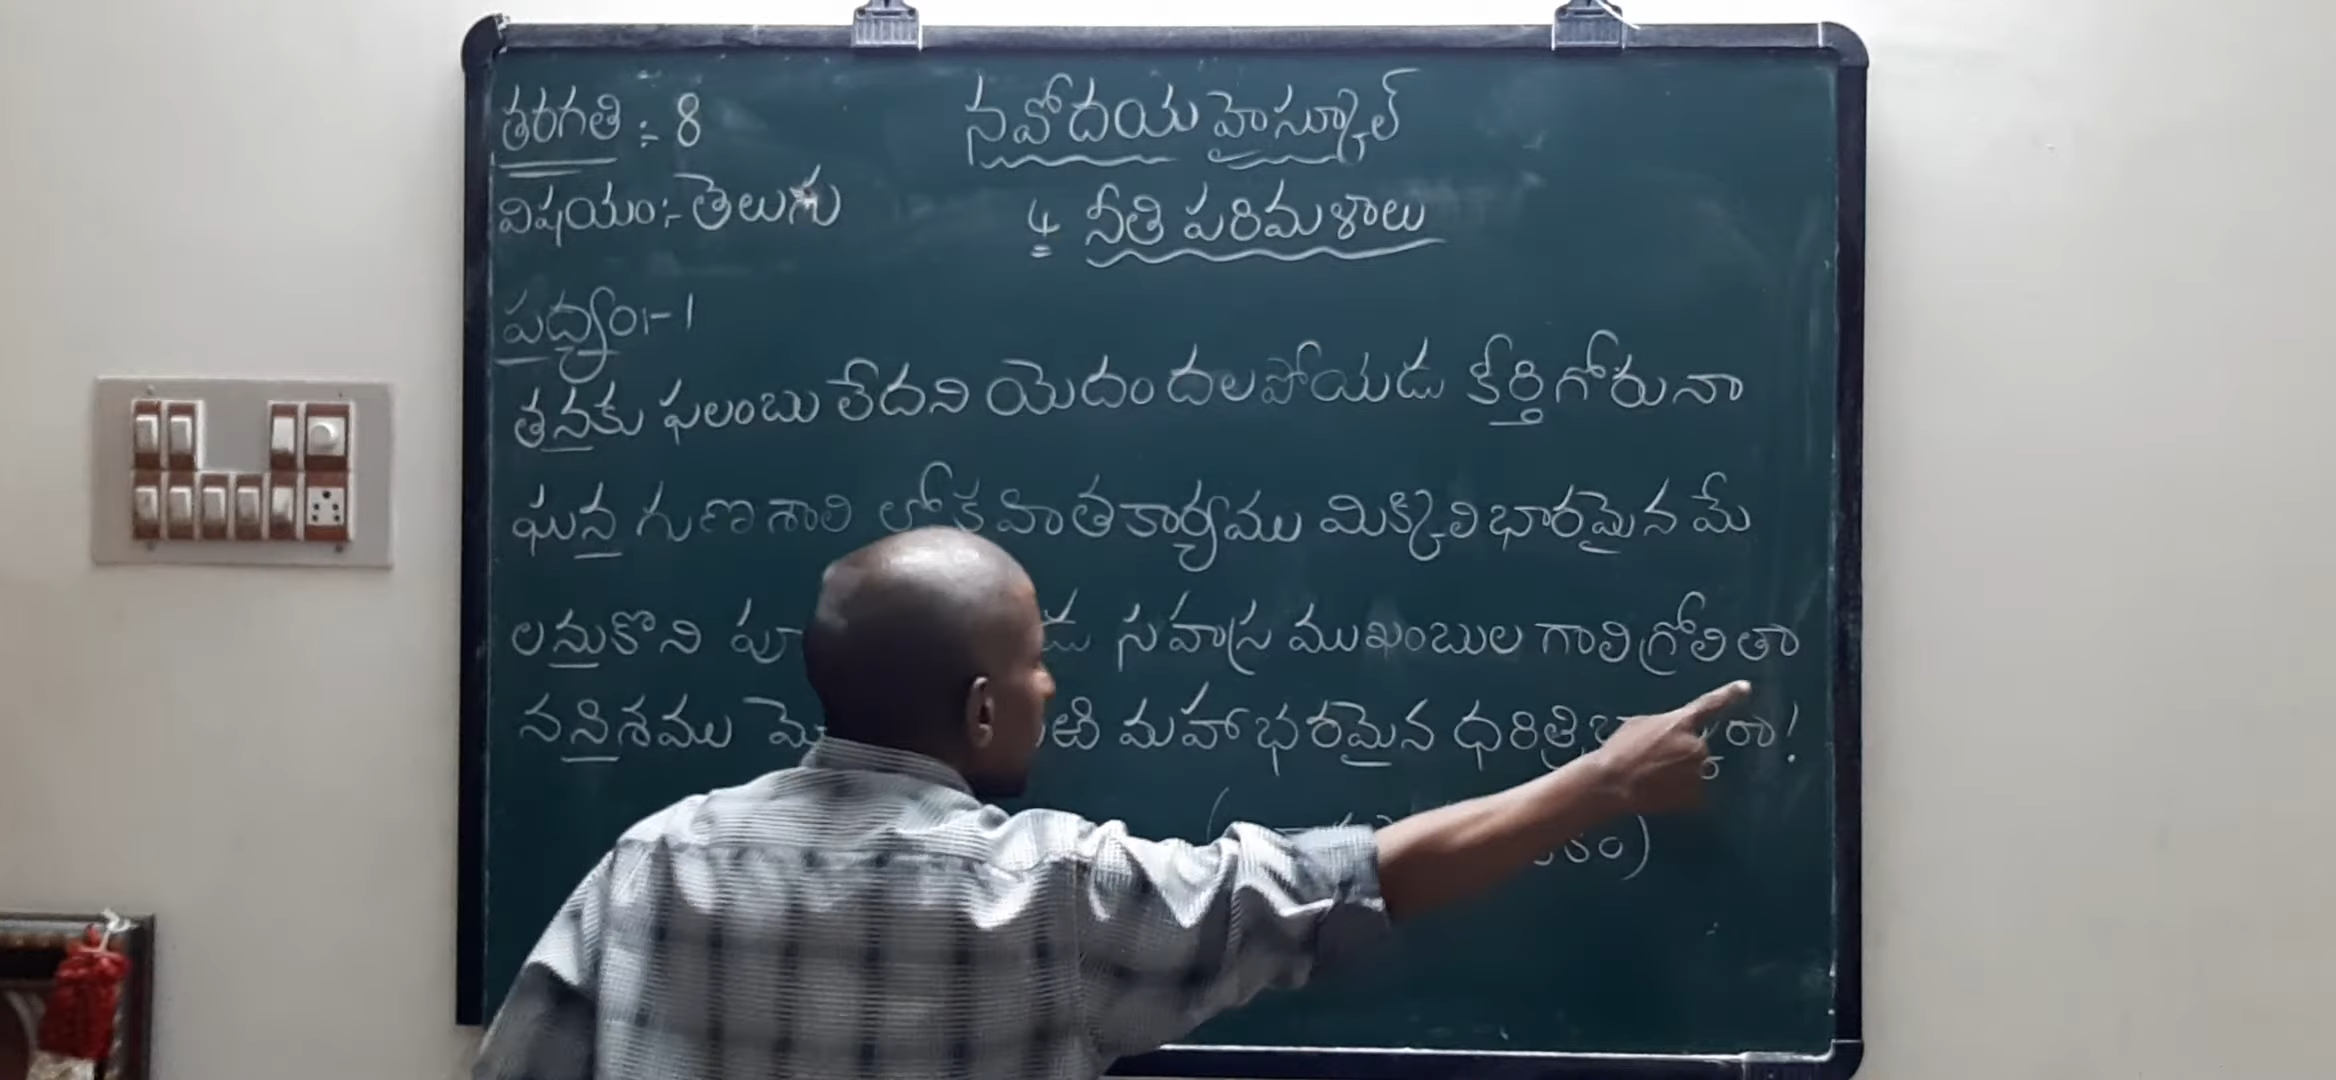 తరగతి :- 8
నవోదయ హైస్కూల్
విషయం:- తెలుగు
4 నీతి పరిమళాలు
పద్యం:- 1
తనకు ఫలంబు లేదని యెదం దలపోయడు కీర్తిగోరు నా
ఘన గుణశాలి లోకహితకార్యము మిక్కిలి భారమైన మే
లనుకొని సహస్ర ముఖంబుల గాలిగ్రోలి తా
ననిశము మహాభరమైన ధరిత్రి